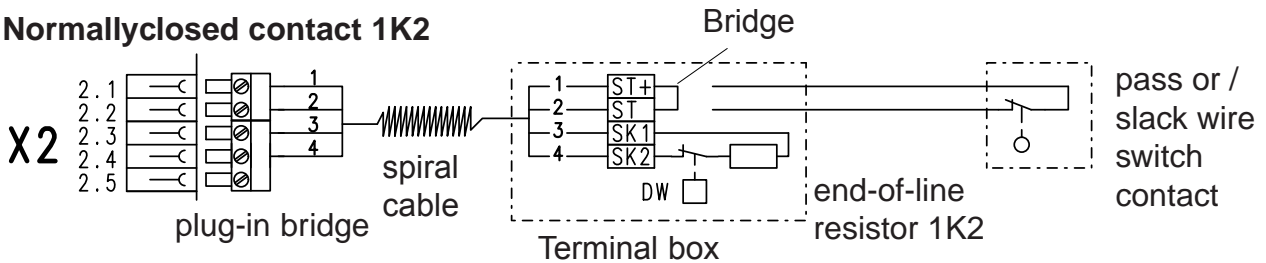 Normallyclosed contact 1K2
Bridge
X2
2.1
2.2
2.3
2.4
2.5
1
2
3
4
plug-in bridge
spiral
cable
1 ST+
2 ST
3 SK1
4 SK2
DW
Terminal box
end-of-line
resistor 1K2
pass or /
slack wire
switch
contact